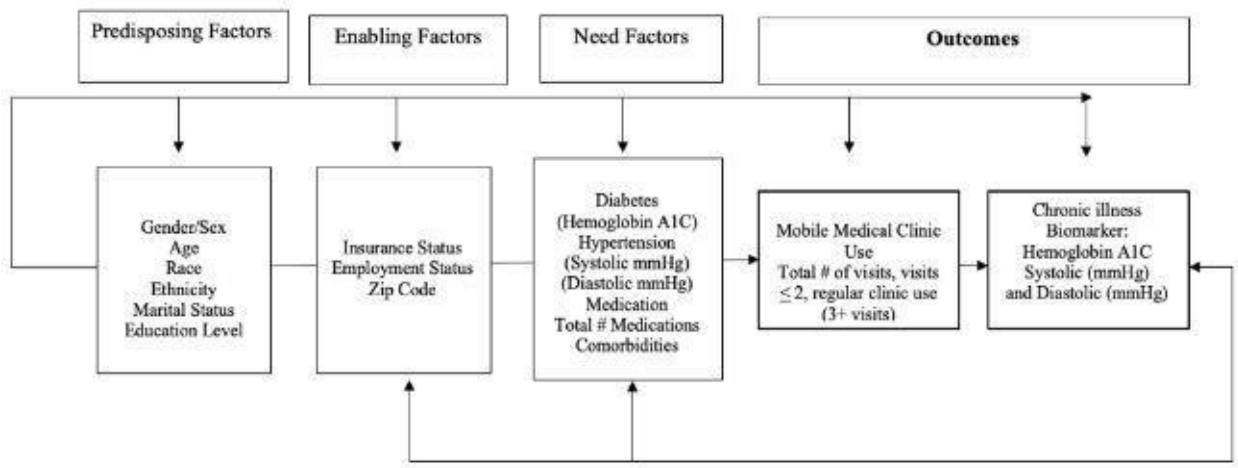 Predisposing Factors
Enabling Factors
Need Factors
Outcomes
Gender/Sex
Age
Race
Ethnicity
Marital Status
Education Level
Insurance Status
Employment Status
Zip Code
Diabetes
(Hemoglobin A1C)
Hypertension
(Systolic mmHg)
(Diastolic mmHg)
Medication
Total # Medications
Comorbidities
Mobile Medical Clinic
Use
Total # of visits, visits
≤ 2, regular clinic use
(3+ visits)
Chronic illness
Biomarker:
Hemoglobin A1C
Systolic (mmHg)
and Diastolic (mmHg)